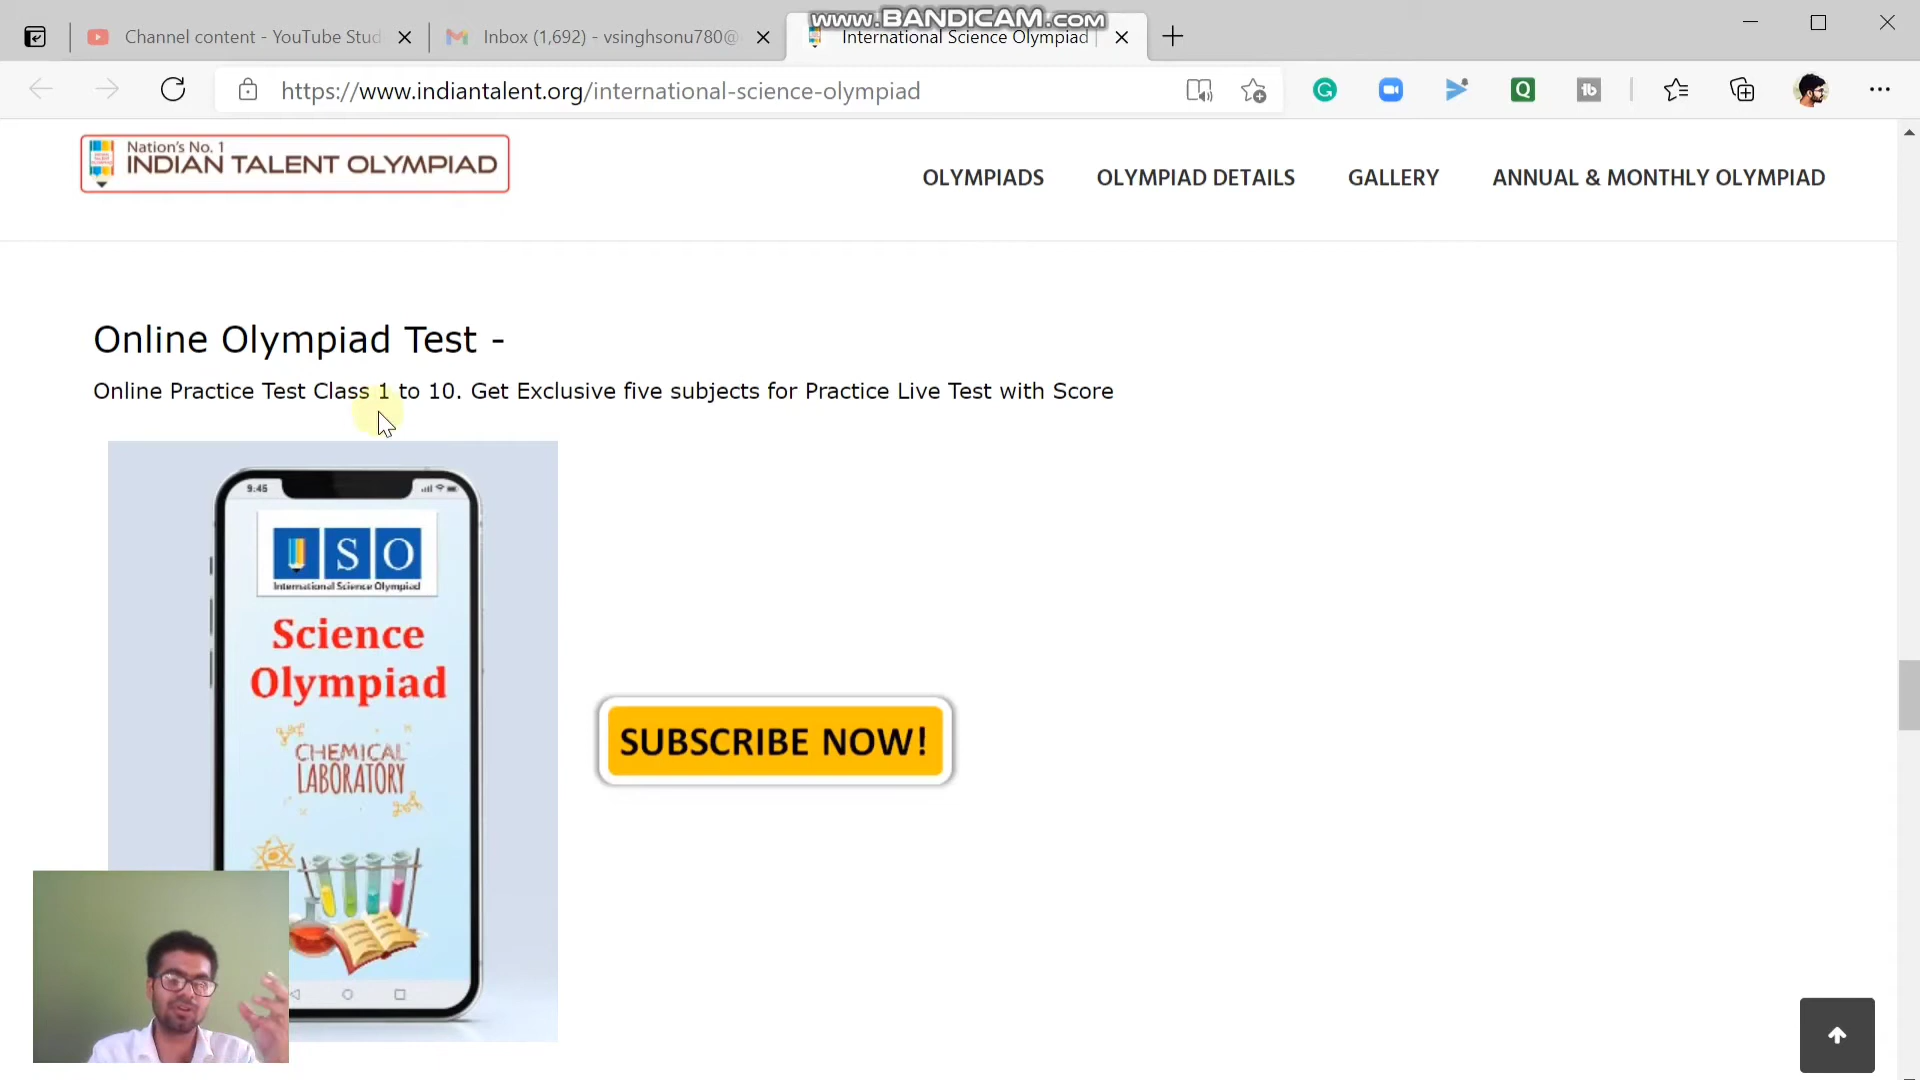 www.BANDICAM.com
Channel content - YouTube Stud
Inbox (1,692) - vsinghsonu780@
International Science Olympiad
https://www.indiantalent.org/international-science-olympiad
Nation's No. 1
INDIAN TALENT OLYMPIAD
OLYMPIADS
OLYMPIAD DETAILS
GALLERY
ANNUAL & MONTHLY OLYMPIAD
Online Olympiad Test -
Online Practice Test Class 1 to 10. Get Exclusive five subjects for Practice Live Test with Score
9:45
ISO
International Science Olympiad
Science
Olympiad
CHEMICAL
LABORATORY
SUBSCRIBE NOW!